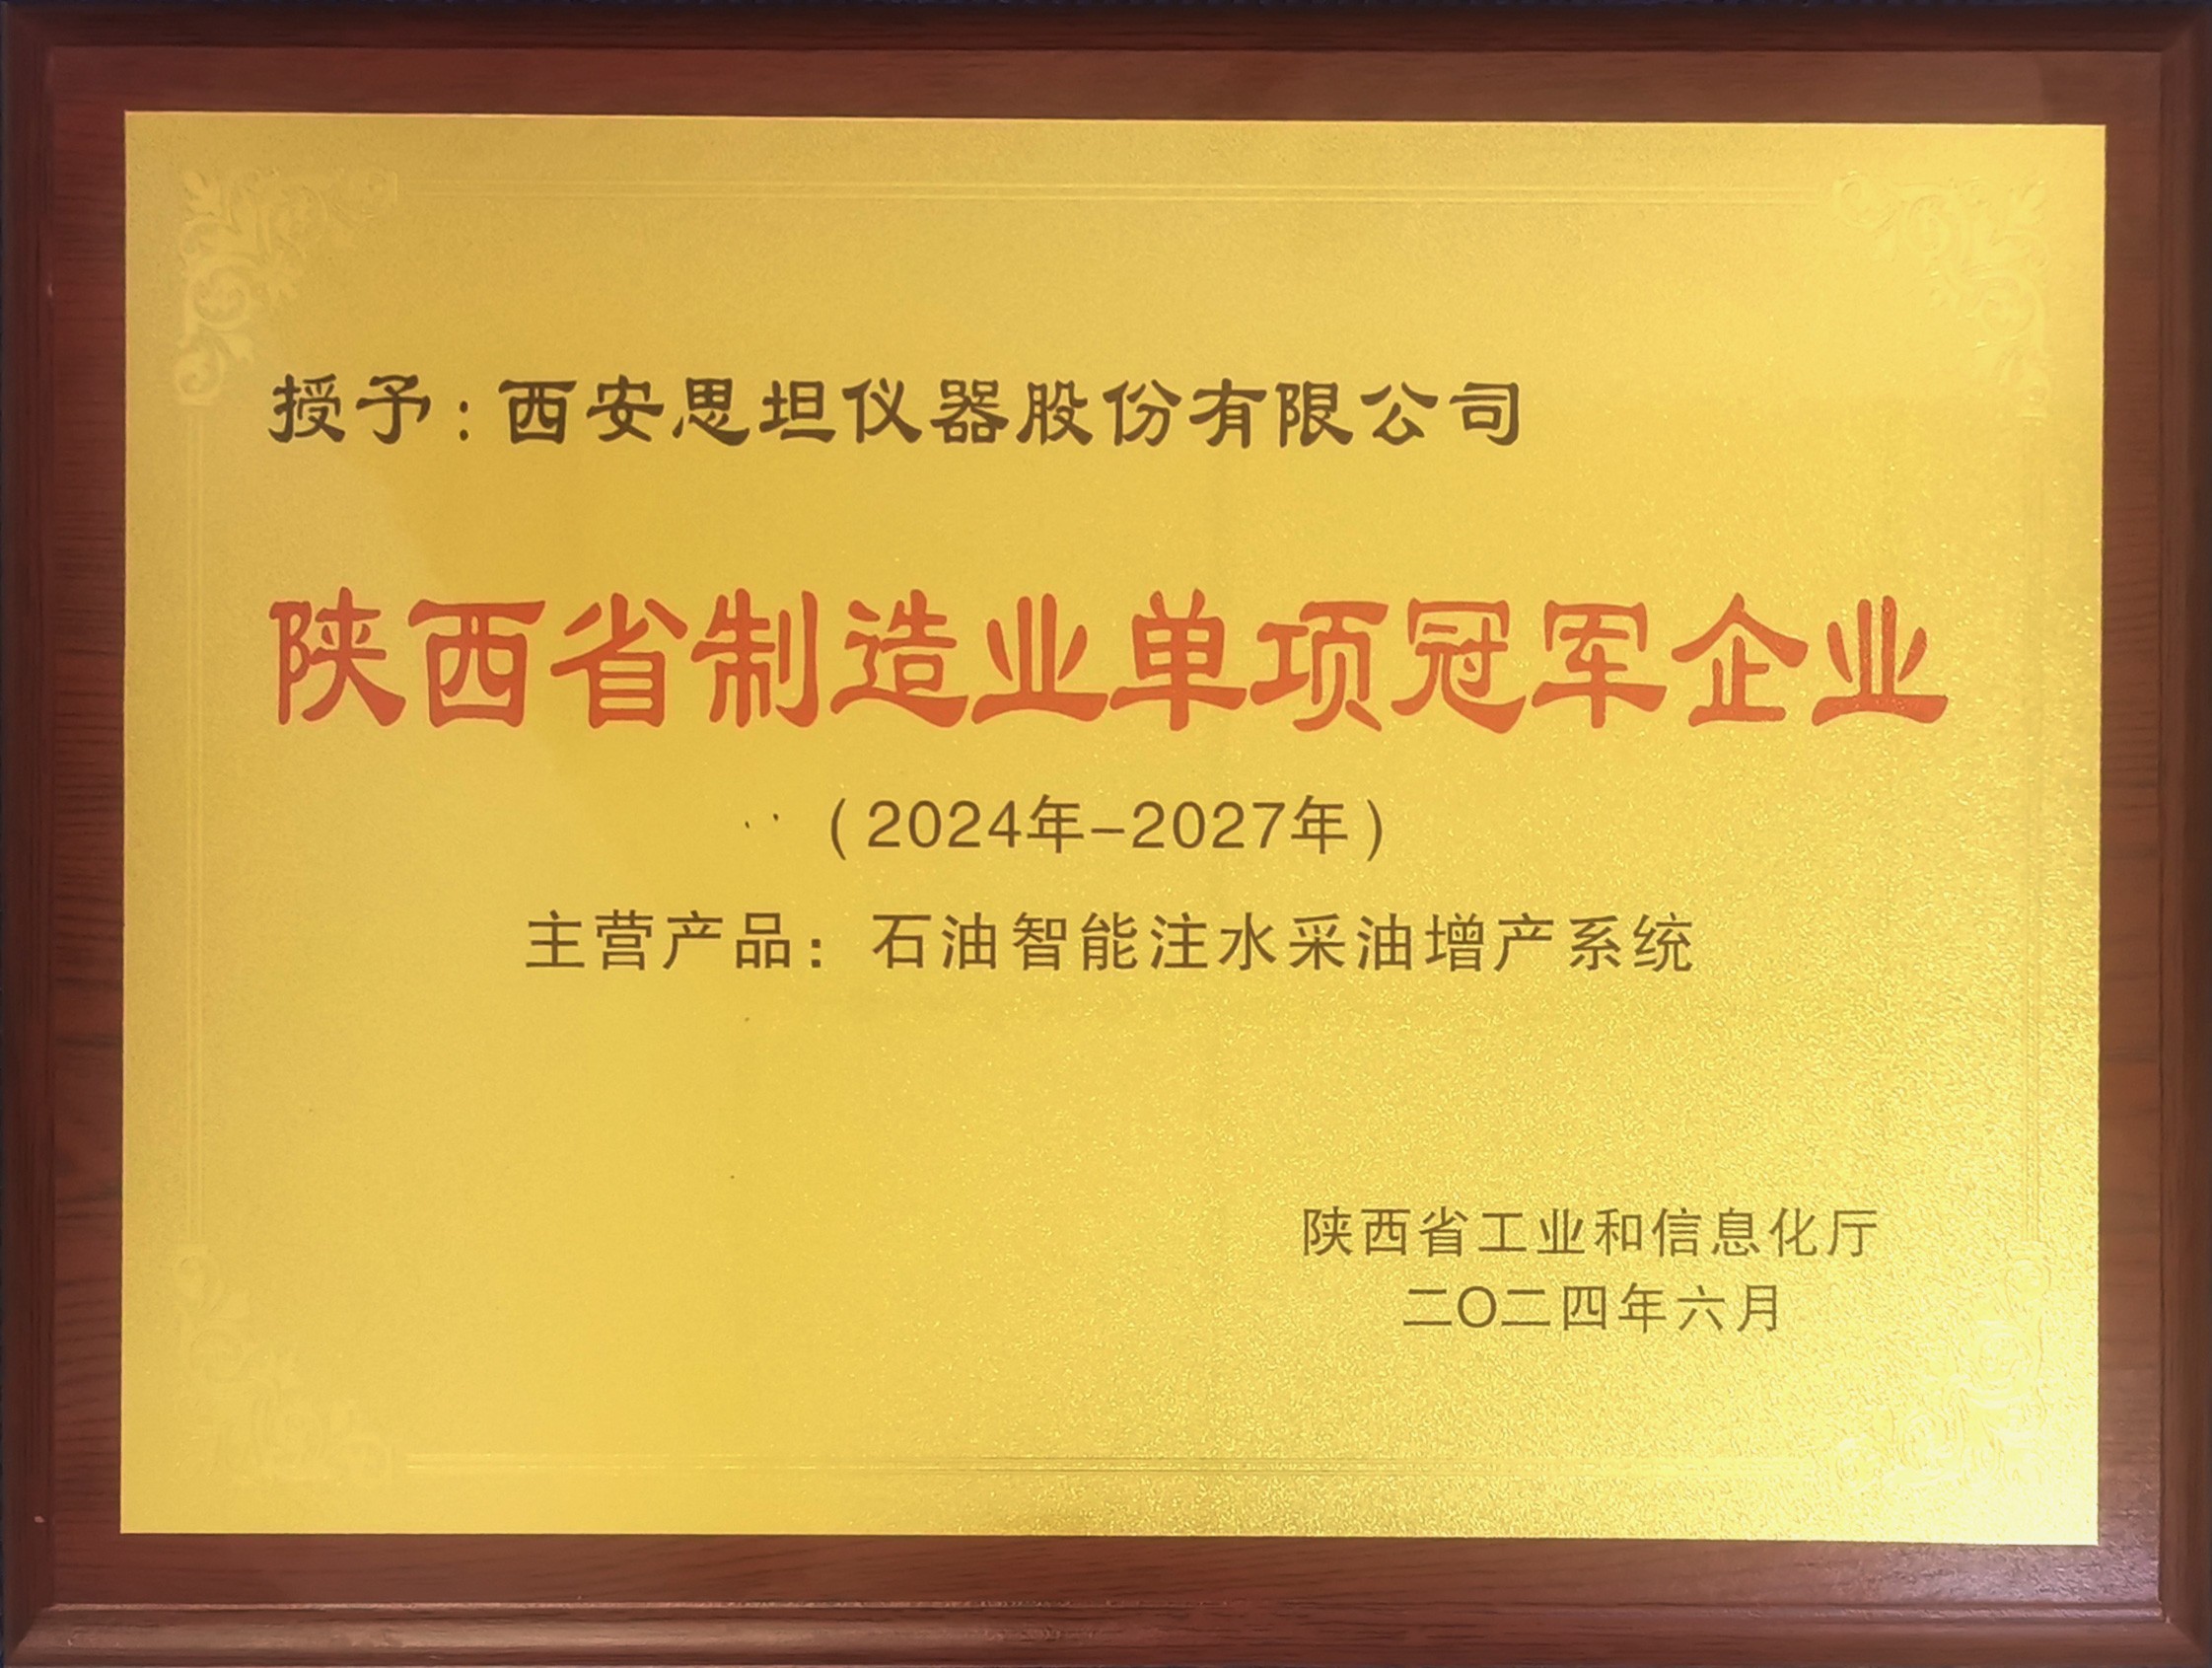 授予：西安思坦仪器股份有限公司
陕西省制造业单项冠军企业
（2024年-2027年）
主营产品：石油智能注水采油增产系统
陕西省工业和信息化厅
二〇二四年六月